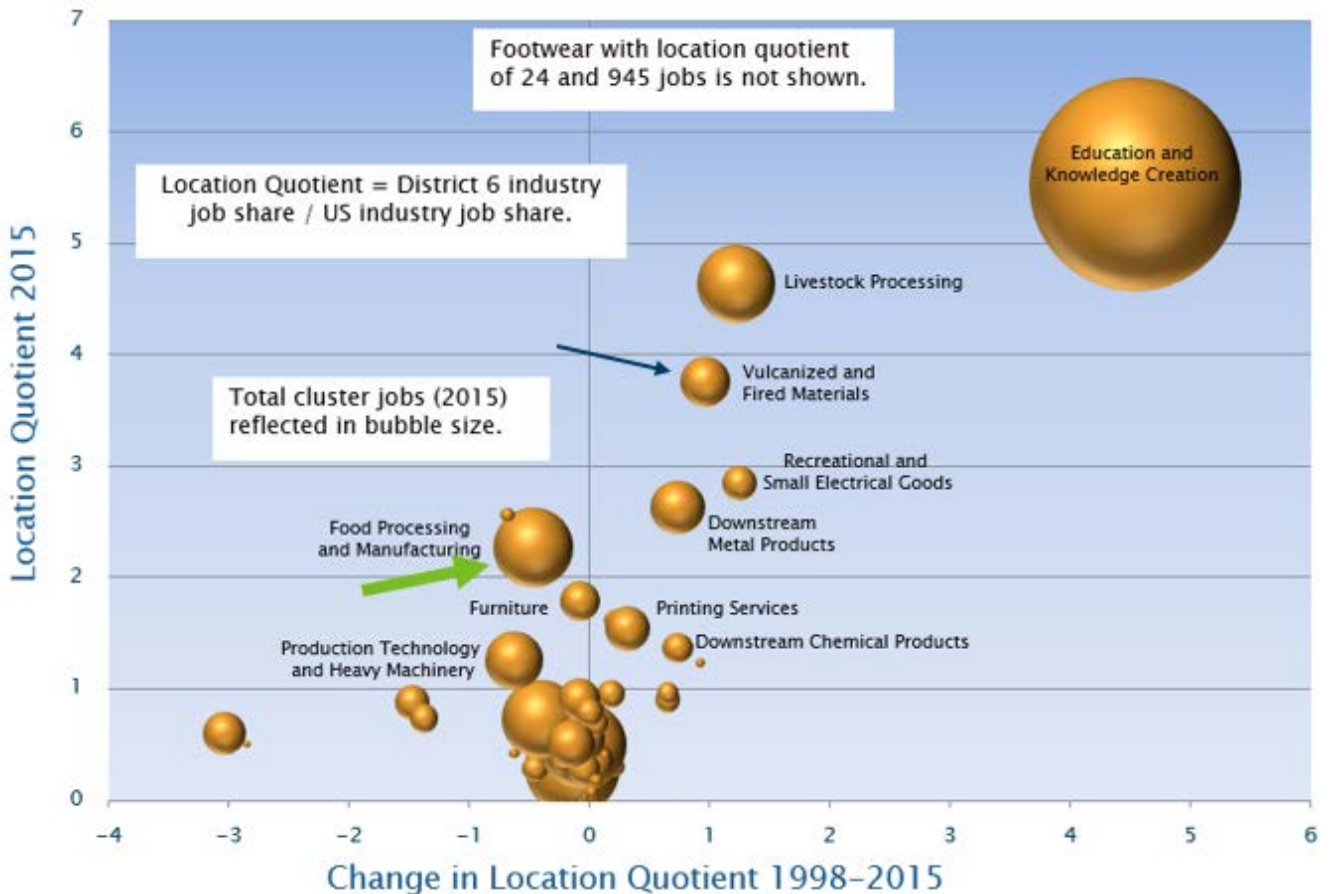 7
Footwear with location quotient
of 24 and 945 jobs is not shown.
6
Education and
Knowledge Creation
Location Quotient = District 6 industry
job share / US industry job share.
5
Livestock Processing
4
Vulcanized and
Fired Materials
Total cluster jobs (2015)
reflected in bubble size.
3
Recreational and
Small Electrical Goods
Food Processing
and Manufacturing
Downstream
Metal Products
2
Furniture
Printing Services
Downstream Chemical Products
Production Technology
and Heavy Machinery
1
0
Location Quotient 2015
-4 -3 -2 -1 0 1 2 3 4 5 6
Change in Location Quotient 1998-2015